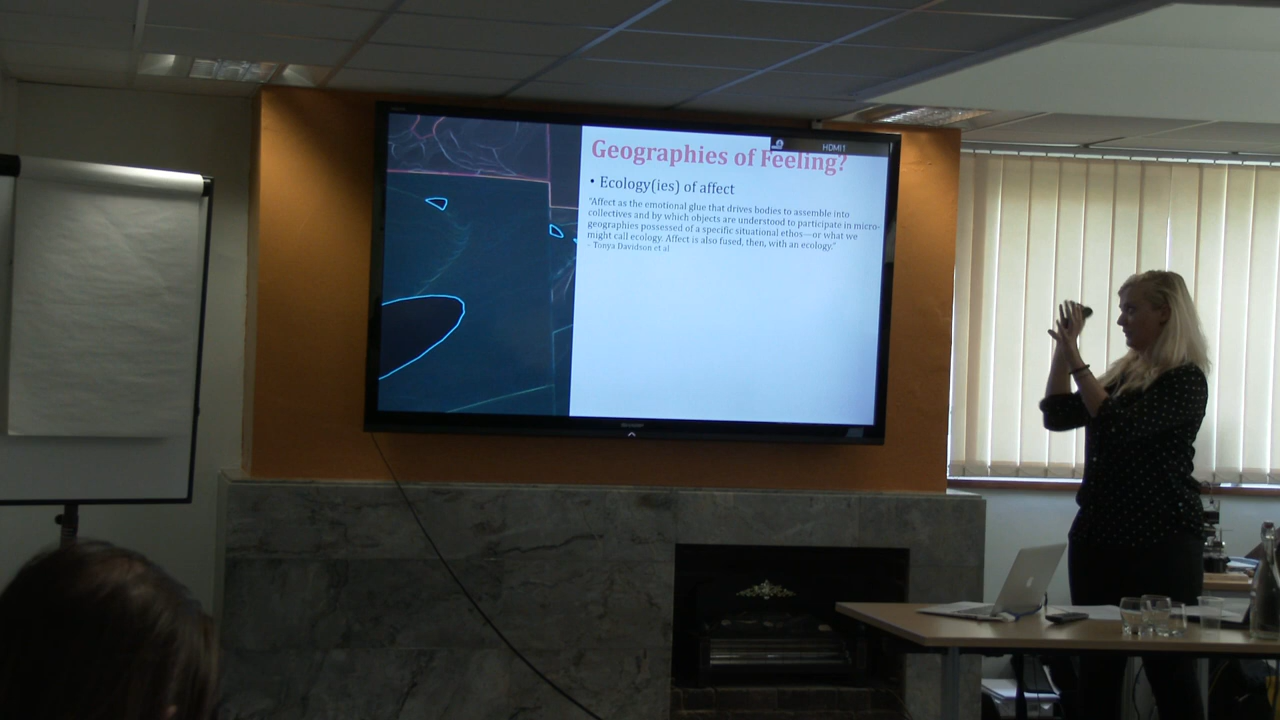 HDMI1
Geographies of Feeling?
• Ecology(ies) of affect
"Affect as the emotional glue that drives bodies to assemble into
collectives and by which objects are understood to participate in micro-
geographies possessed of a specific situational ethos—or what we
might call ecology. Affect is also fused, then, with an ecology."
- Tonya Davidson et al
SHARP